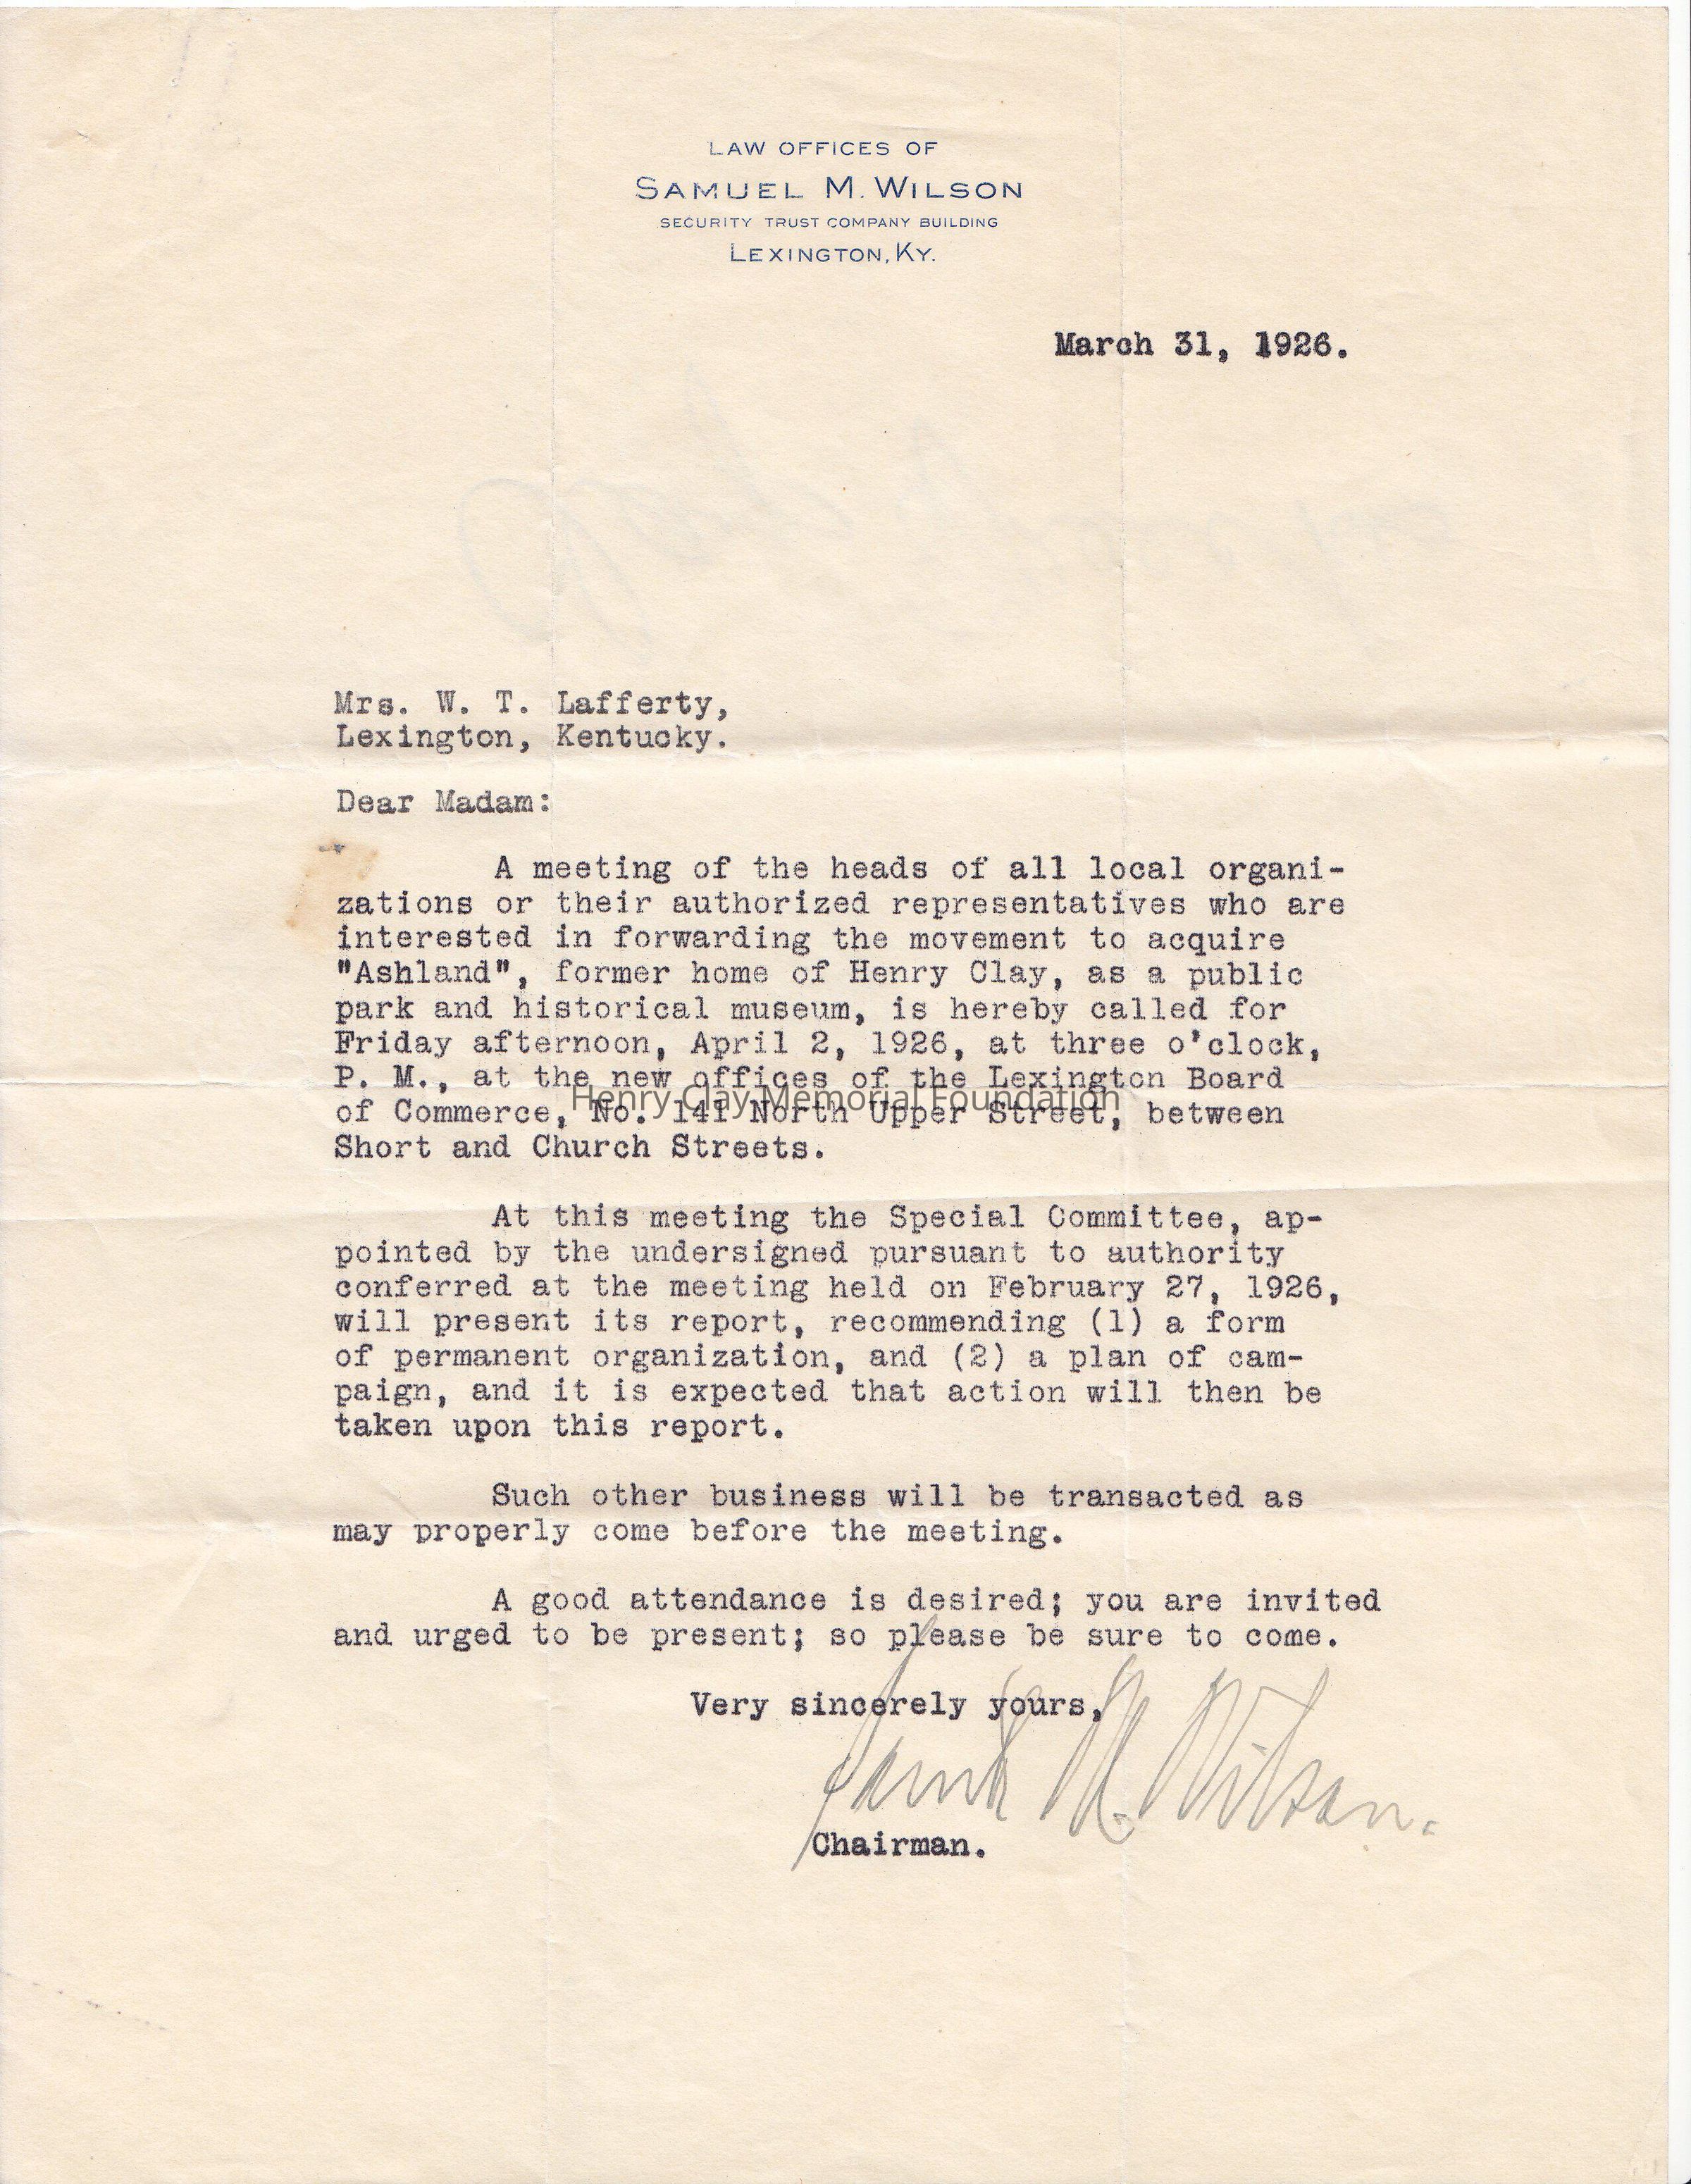 LAW OFFICES OF
SAMUEL M. WILSON
SECURITY TRUST COMPANY BUILDING
LEXINGTON, KY.
March 31, 1926.
Mrs. W. T. Lafferty,
Lexington, Kentucky.
Dear Madam:
A meeting of the heads of all local organi-
zations or their authorized representatives who are
interested in forwarding the movement to acquire
"Ashland", former home of Henry Clay, as a public
park and historical museum, is hereby called for
Friday afternoon, April 2, 1926, at three o'clock,
P. M., at the new offices of the Lexington Board
Henry Clay Memorial Foundation
of Commerce, No. 141 North Upper Street, between
Short and Church Streets.
At this meeting the Special Committee, ap-
pointed by the undersigned pursuant to authority
conferred at the meeting held on February 27, 1926,
will present its report, recommending (1) a form
of permanent organization, and (2) a plan of cam-
paign, and it is expected that action will then be
taken upon this report.
Such other business will be transacted as
may properly come before the meeting.
A good attendance is desired; you are invited
and urged to be present; so please be sure to come.
Very sincerely yours,
Saml M. Wilson.
Chairman.